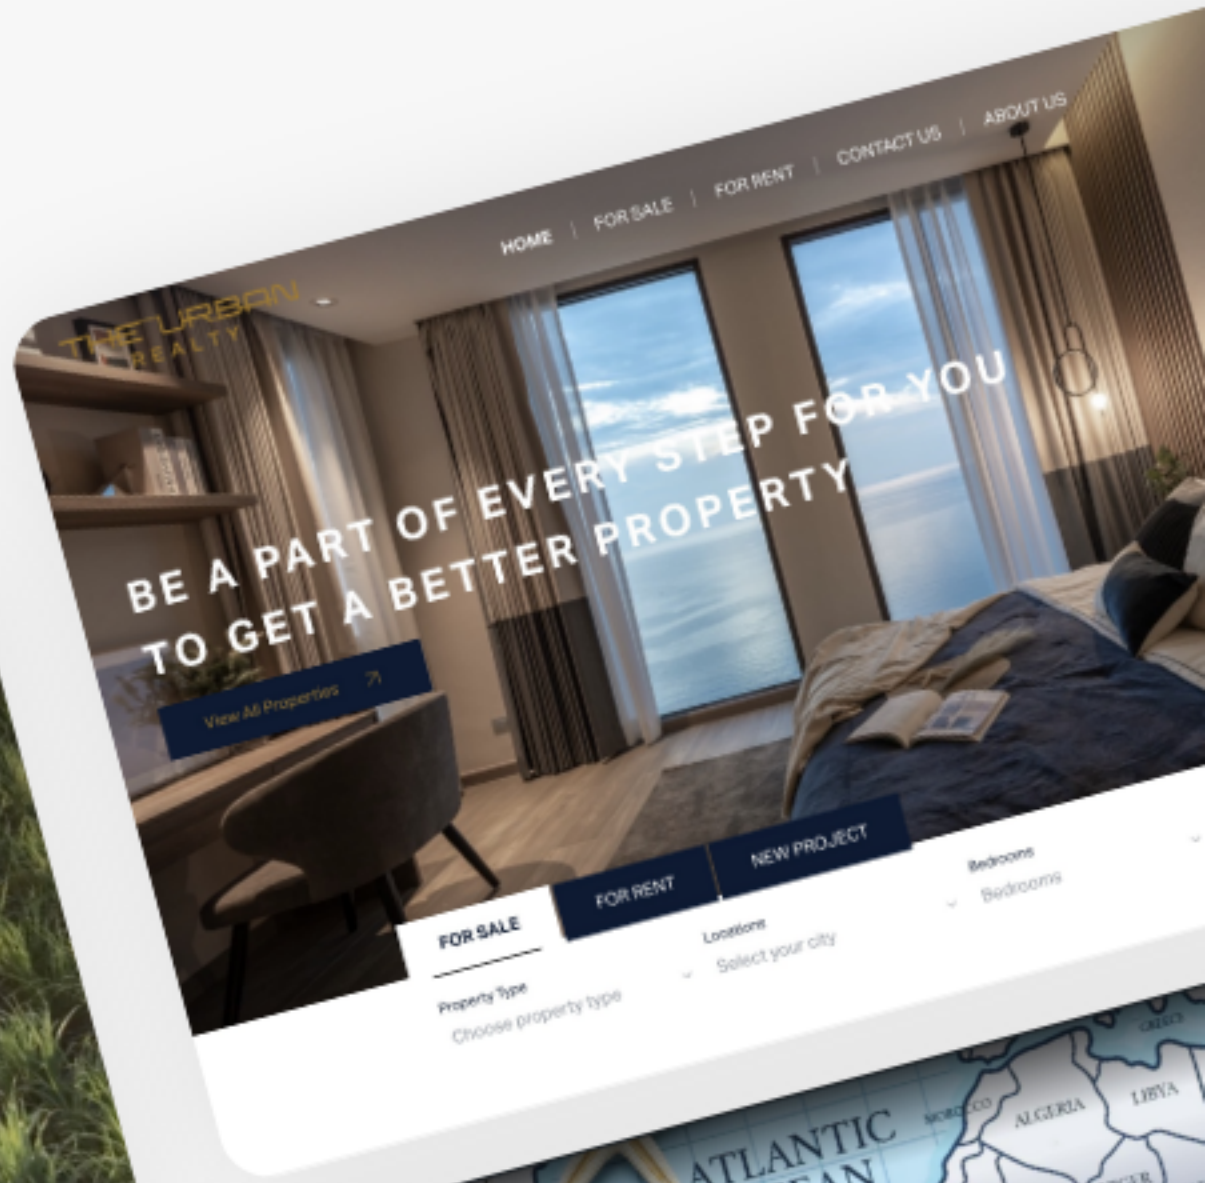 THE URBAN
REALTY
HOME | FOR SALE | FOR RENT | CONTACT US | ABOUT US
BE A PART OF EVERY STEP FOR YOU
TO GET A BETTER PROPERTY
View All Properties
FOR SALE
FOR RENT
NEW PROJECT
Property Type
Choose property type
Locations
Select your city
Bedrooms
Bedrooms
ATLANTIC
MOROCCO
ALGERIA
LIBYA
GREECE